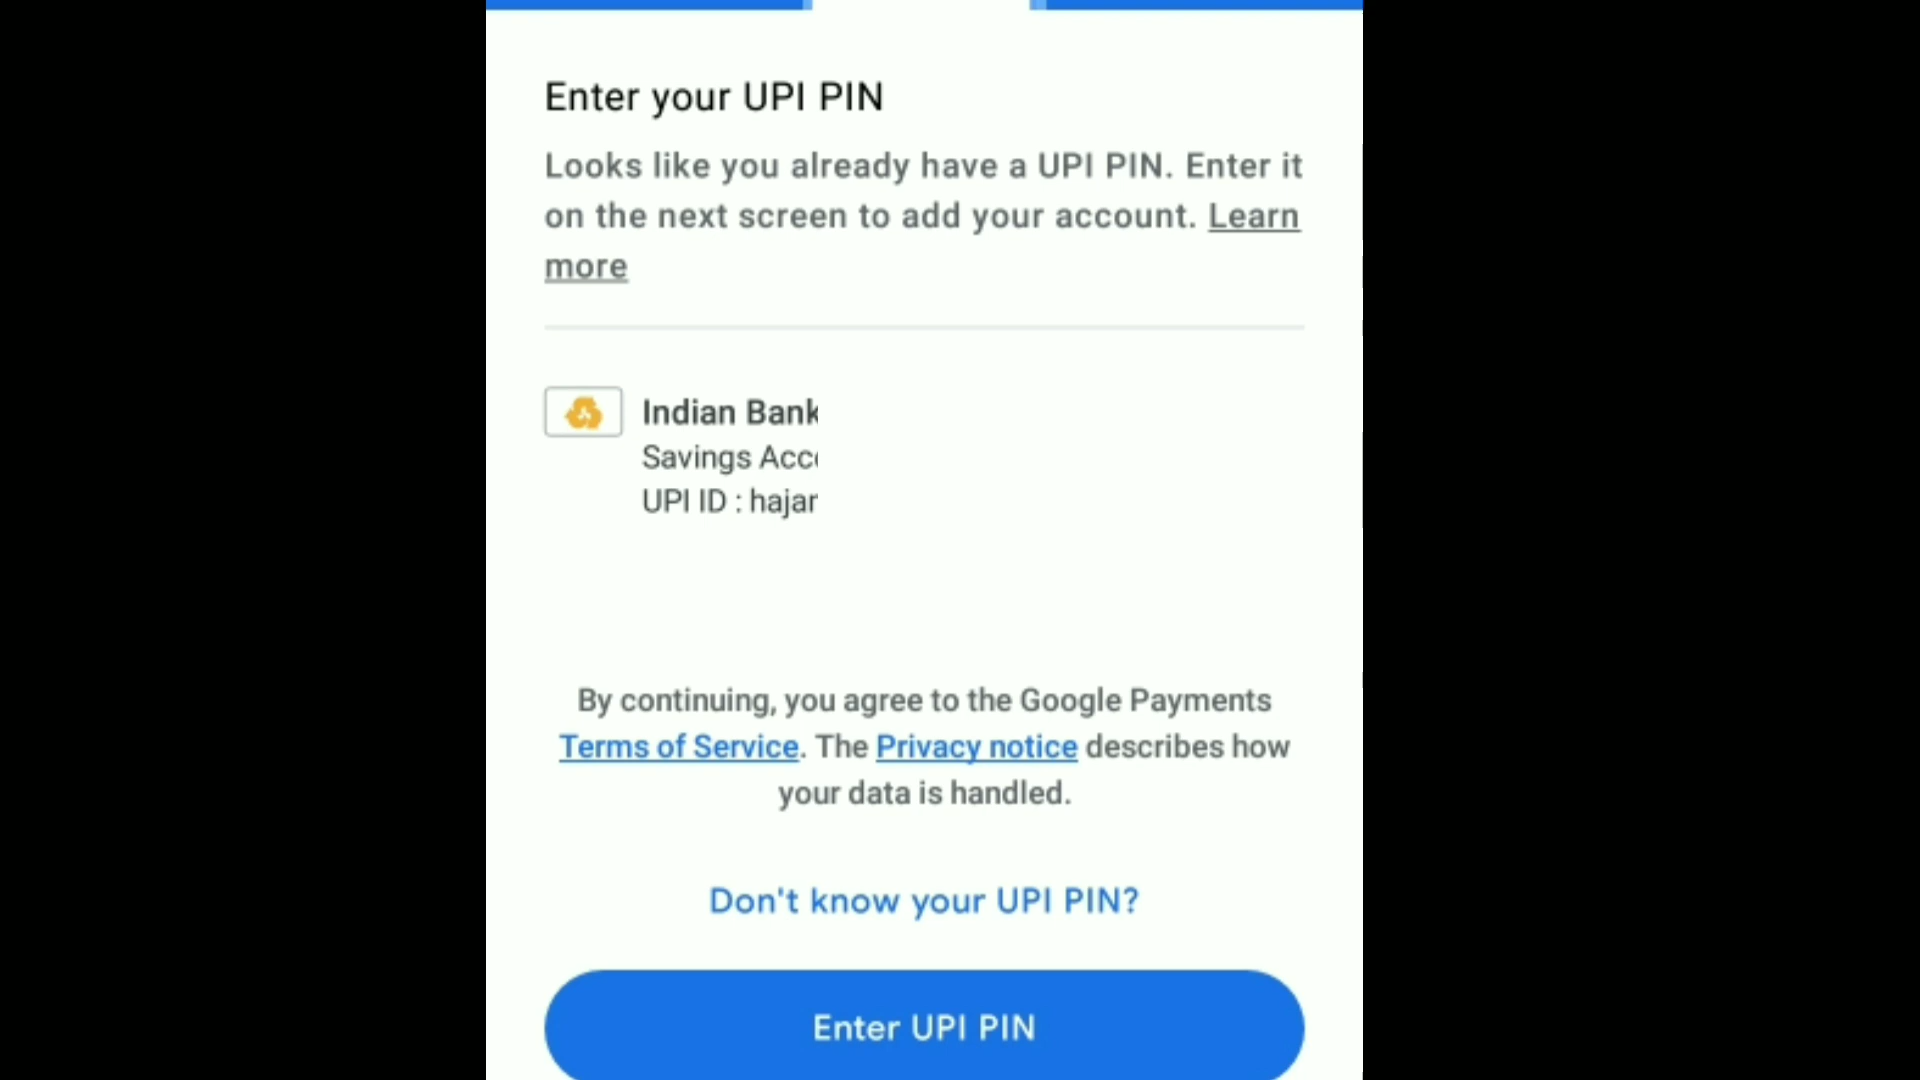 Enter your UPI PIN
Looks like you already have a UPI PIN. Enter it
on the next screen to add your account. Learn
more
Indian Bank
Savings Acc
UPI ID : hajar
By continuing, you agree to the Google Payments
Terms of Service. The Privacy notice describes how
your data is handled.
Don't know your UPI PIN?
Enter UPI PIN